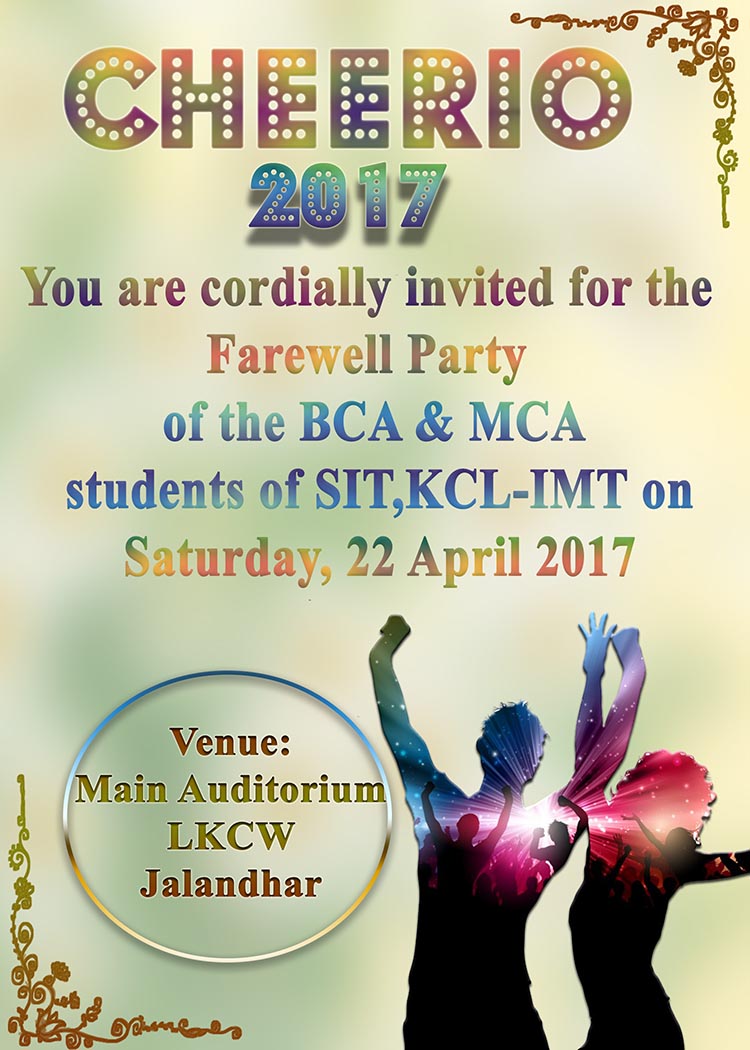 CHEERIO
2017
You are cordially invited for the
Farewell Party
of the BCA & MCA
students of SIT,KCL-IMT on
Saturday, 22 April 2017
Venue:
Main Auditorium
LKCW
Jalandhar